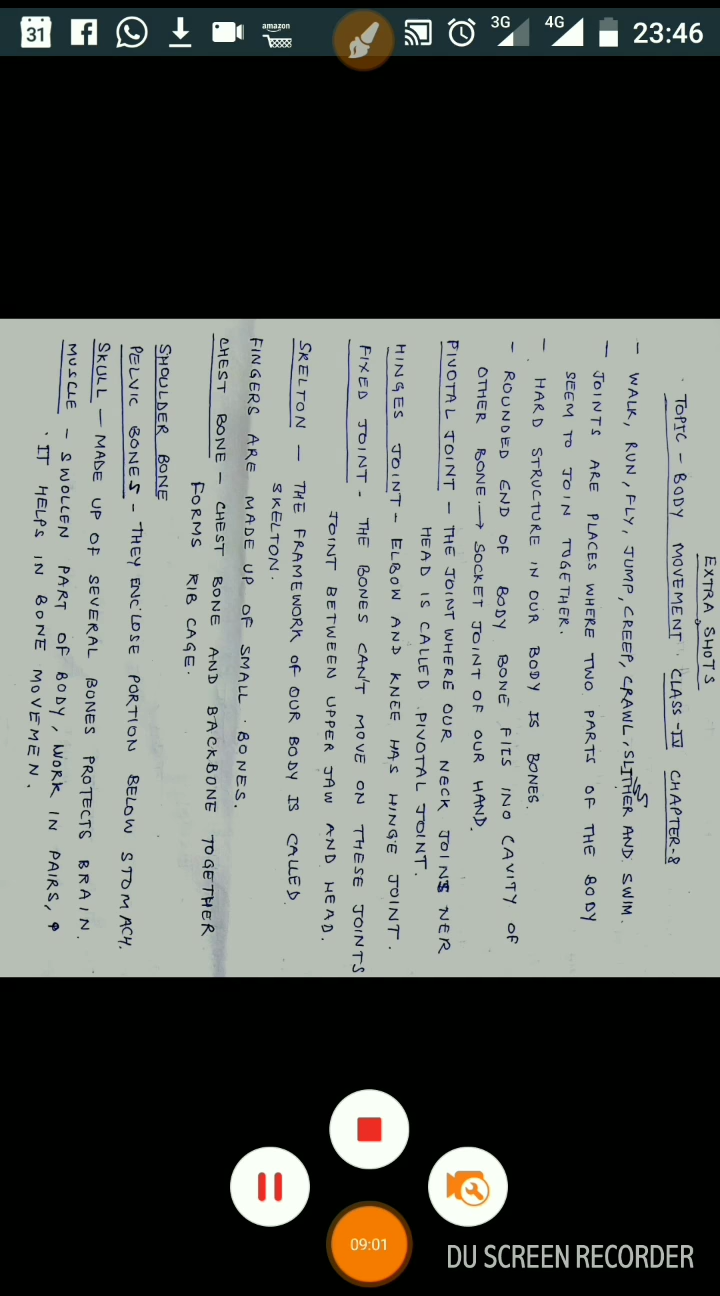 31
amazon
3G
4G
23:46
EXTRA SHOTS
TOPIC - BODY MOVEMENT CLASS-IV CHAPTER-8
- WALK, RUN, FLY, JUMP, CREEP, CRAWL, SLITHER AND SWIM.
- JOINTS ARE PLACES WHERE TWO PARTS OF THE BODY
SEEM TO JOIN TOGETHER.
- HARD STRUCTURE IN OUR BODY IS BONES.
- ROUNDED END OF BODY BONE FIES INO CAVITY OF
OTHER BONE → SOCKET JOINT OF OUR HAND.
PIVOTAL JOINT - THE JOINT WHERE OUR NECK JOINS NER
HEAD IS CALLED PIVOTAL JOINT.
HINGES JOINT - ELBOW AND KNEE HAS HINGE JOINT.
FIXED JOINT - THE BONES CAN'T MOVE ON THESE JOINTS
JOINT BETWEEN UPPER JAW AND HEAD.
SKELTON - THE FRAMEWORK OF OUR BODY IS CALLED
SKELTON.
FINGERS ARE MADE UP OF SMALL BONES.
CHEST BONE - CHEST BONE AND BACKBONE TOGETHER
FORMS RIB CAGE.
SHOULDER BONE
PELVIC BONES - THEY ENCLOSE PORTION BELOW STOMACH.
SKULL - MADE UP OF SEVERAL BONES PROTECTS BRAIN.
MUSCLE - SWOLLEN PART OF BODY, WORK IN PAIRS,
. IT HELPS IN BONE MOVEMEN.
09:01
DU SCREEN RECORDER